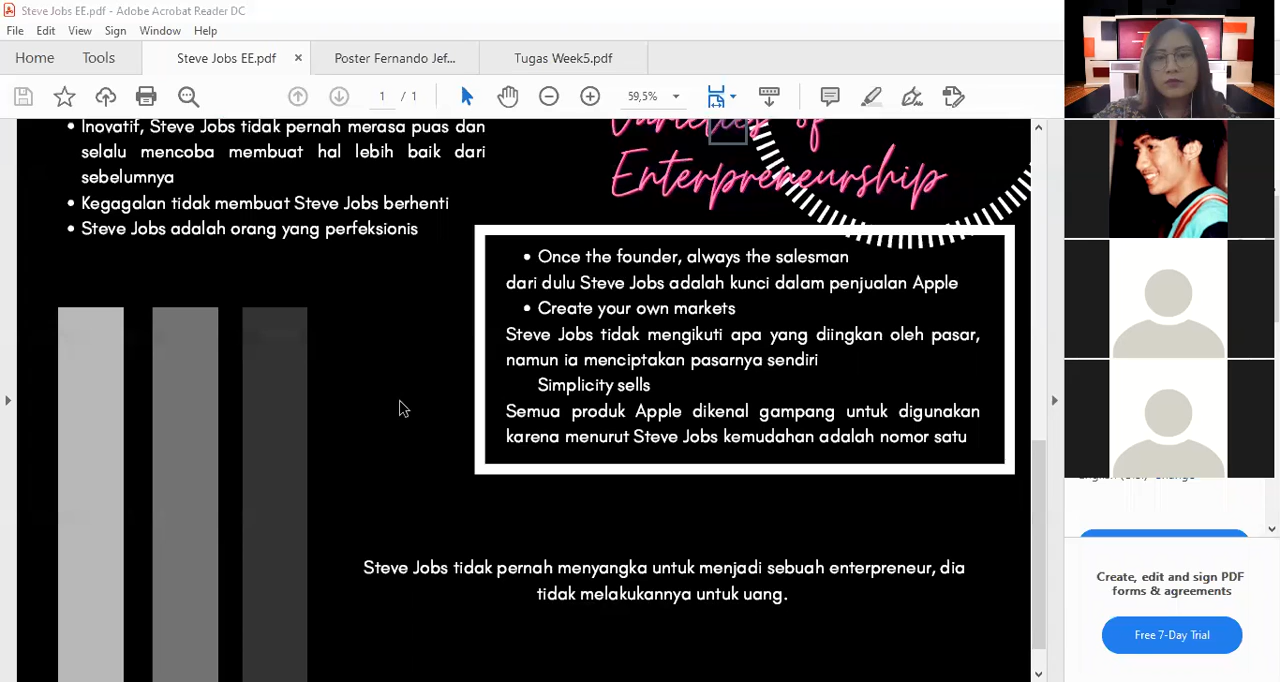 Steve Jobs EE.pdf - Adobe Acrobat Reader DC
File Edit View Sign Window Help
Home Tools Steve Jobs EE.pdf × Poster Fernando Jef... Tugas Week5.pdf
1 / 1 59,5%
• Inovatif, Steve Jobs tidak pernah merasa puas dan
selalu mencoba membuat hal lebih baik dari
sebelumnya
• Kegagalan tidak membuat Steve Jobs berhenti
• Steve Jobs adalah orang yang perfeksionis
Varieties of
Enterpreneurship
• Once the founder, always the salesman
dari dulu Steve Jobs adalah kunci dalam penjualan Apple
• Create your own markets
Steve Jobs tidak mengikuti apa yang diingkan oleh pasar,
namun ia menciptakan pasarnya sendiri
Simplicity sells
Semua produk Apple dikenal gampang untuk digunakan
karena menurut Steve Jobs kemudahan adalah nomor satu
Steve Jobs tidak pernah menyangka untuk menjadi sebuah enterpreneur, dia
tidak melakukannya untuk uang.
Create, edit and sign PDF
forms & agreements
Free 7-Day Trial